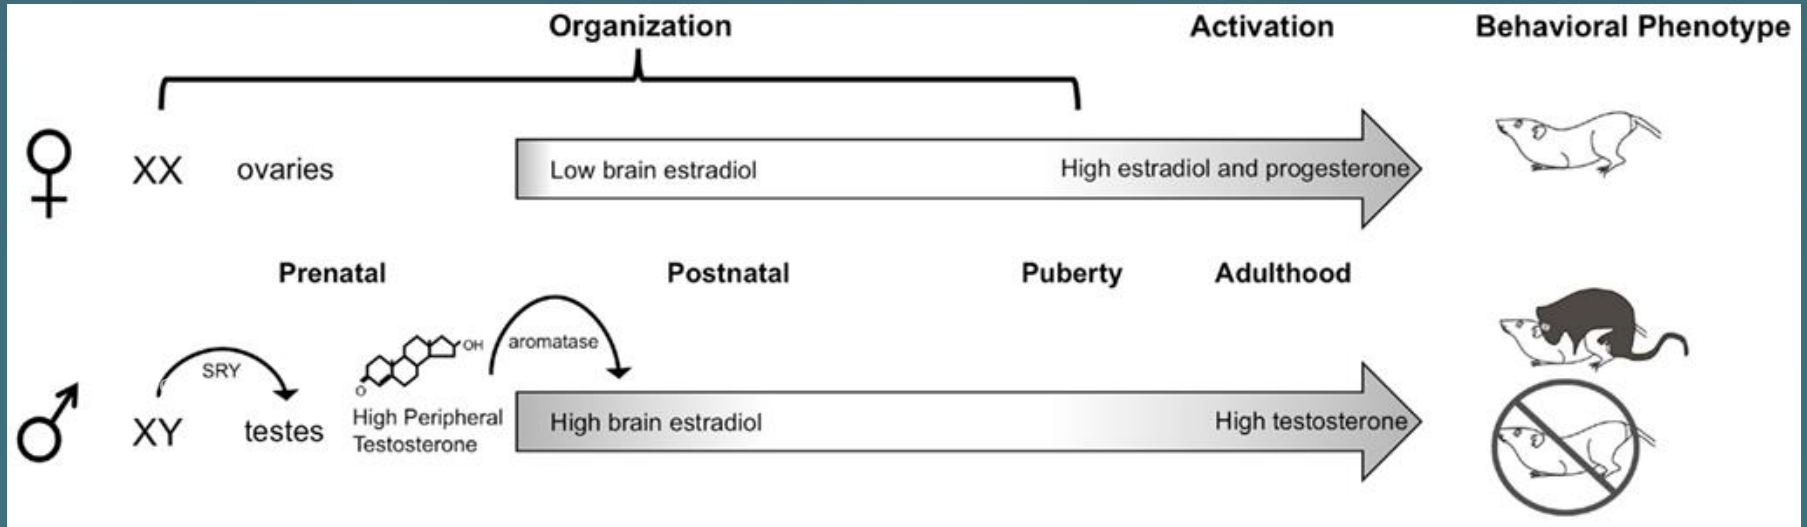 Organization
Activation
Behavioral Phenotype
XX
ovaries
Low brain estradiol
High estradiol and progesterone
Prenatal
Postnatal
Puberty
Adulthood
SRY
OH
O
aromatase
XY
testes
High Peripheral
Testosterone
High brain estradiol
High testosterone